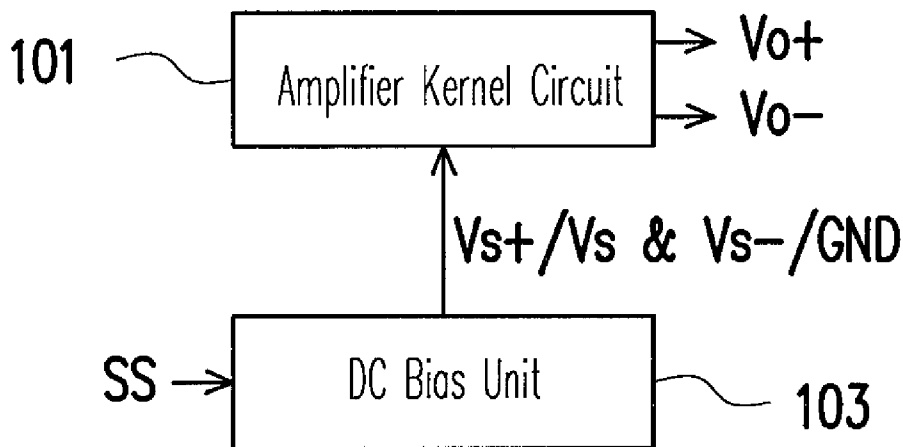 101
Amplifier Kernel Circuit
Vo+
Vo-
Vs+/Vs & Vs-/GND
SS
DC Bias Unit
103